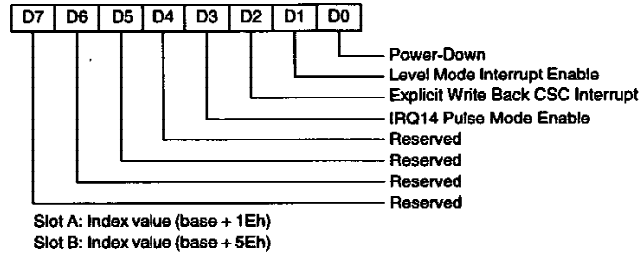 D7 D6 D5 D4 D3 D2 D1 D0
Power-Down
Level Mode Interrupt Enable
Explicit Write Back CSC Interrupt
IRQ14 Pulse Mode Enable
Reserved
Reserved
Reserved
Reserved
Slot A: Index value (base + 1Eh)
Slot B: Index value (base + 5Eh)